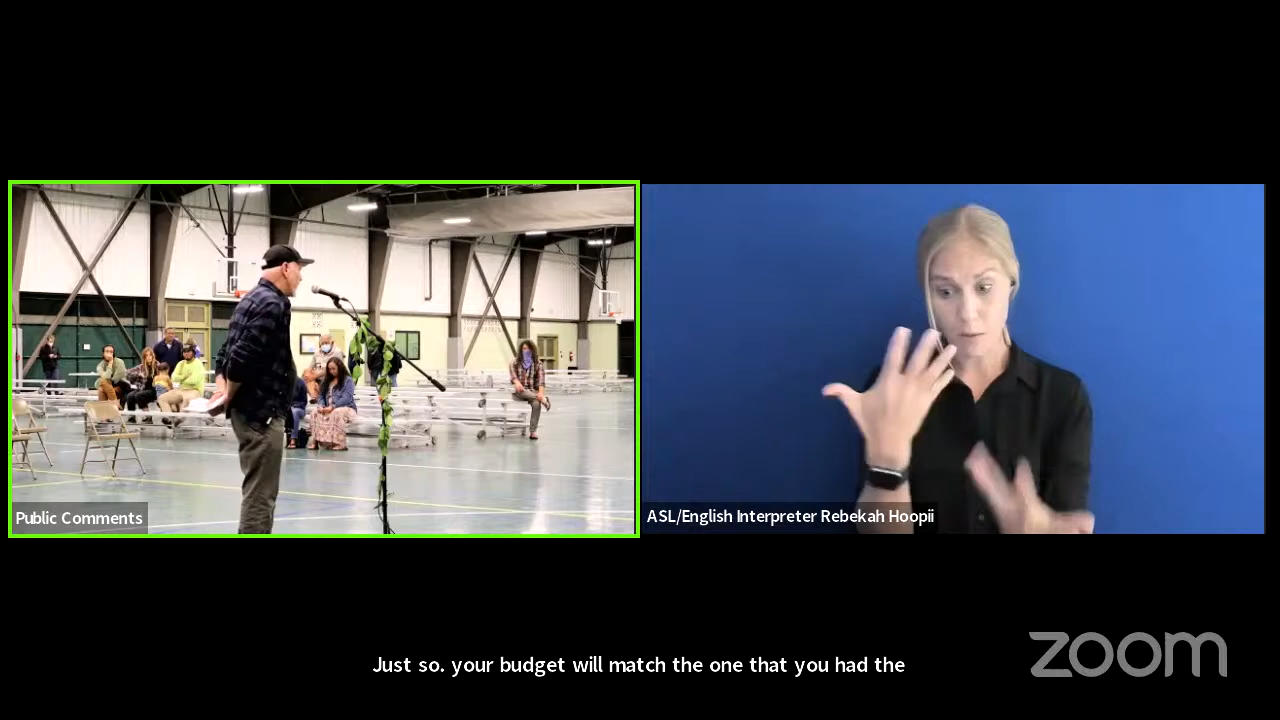 Public Comments
ASL/English Interpreter Rebekah Hoopii
Just so. your budget will match the one that you had the
zoom